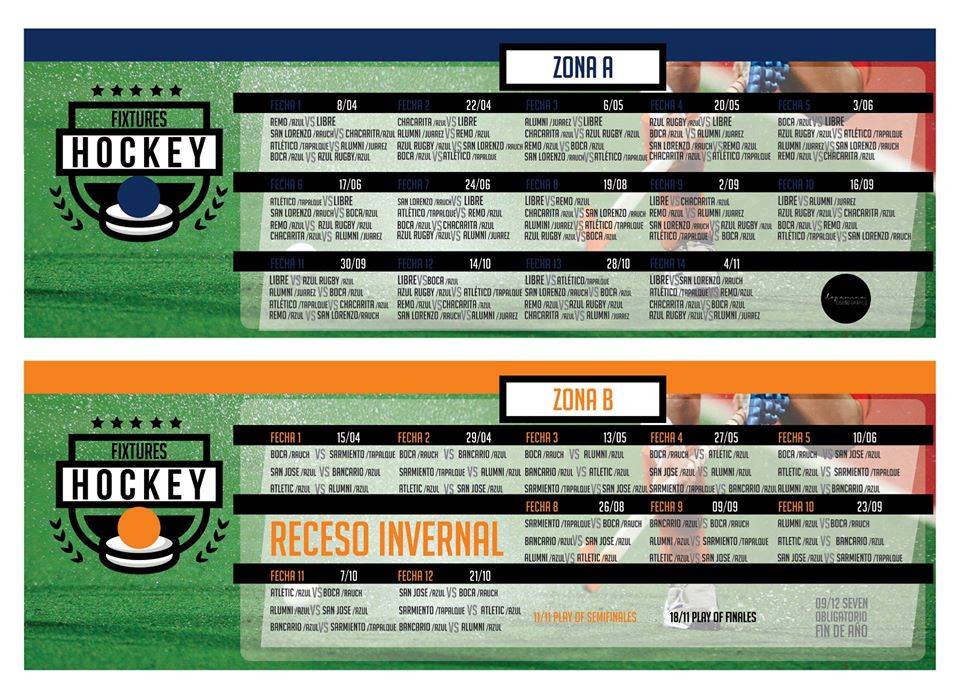 ZONA A
FIXTURES
HOCKEY
FECHA 1 8/04 FECHA 2 22/04 FECHA 3 6/05 FECHA 4 20/05 FECHA 5 3/06
REMO /AZUL VS LIBRE CHACARITA /AZUL VS LIBRE ALUMNI /JUAREZ VS LIBRE AZUL RUGBY /AZUL VS LIBRE BOCA /AZUL VS LIBRE
SAN LORENZO /RAUCH VS CHACARITA/AZUL ALUMNI /JUAREZ VS REMO /AZUL CHACARITA /AZUL VS AZUL RUGBY /AZUL BOCA /AZUL VS ALUMNI /JUAREZ AZUL RUGBY /AZUL VS ATLÉTICO /TAPALQUE
ATLÉTICO /TAPALQUE VS ALUMNI /JUAREZ AZUL RUGBY /AZUL VS SAN LORENZO /RAUCH REMO /AZUL VS BOCA /AZUL SAN LORENZO /RAUCH VS REMO /AZUL ALUMNI /JUAREZ VS SAN LORENZO /RAUCH
BOCA /AZUL VS AZUL RUGBY /AZUL BOCA /AZUL VS ATLÉTICO /TAPALQUE SAN LORENZO /RAUCH VS ATLÉTICO /TAPALQUE CHACARITA /AZUL VS ATLÉTICO /TAPALQUE REMO /AZUL VS CHACARITA /AZUL
FECHA 6 17/06 FECHA 7 24/06 FECHA 8 19/08 FECHA 9 2/09 FECHA 10 16/09
ATLÉTICO /TAPALQUE VS LIBRE SAN LORENZO /RAUCH VS LIBRE LIBRE VS REMO /AZUL LIBRE VS CHACARITA /AZUL LIBRE VS ALUMNI /JUAREZ
SAN LORENZO /RAUCH VS BOCA/AZUL ATLÉTICO /TAPALQUE VS REMO /AZUL CHACARITA /AZUL VS SAN LORENZO /RAUCH REMO /AZUL VS ALUMNI /JUAREZ AZUL RUGBY /AZUL VS CHACARITA /AZUL
REMO /AZUL VS AZUL RUGBY /AZUL BOCA /AZUL VS CHACARITA /AZUL ALUMNI /JUAREZ VS ATLÉTICO /TAPALQUE SAN LORENZO /RAUCH VS AZUL RUGBY /AZUL BOCA /AZUL VS REMO /AZUL
CHACARITA /AZUL VS ALUMNI /JUAREZ AZUL RUGBY /AZUL VS ALUMNI /JUAREZ AZUL RUGBY /AZUL VS BOCA /AZUL ATLÉTICO /TAPALQUE VS BOCA /AZUL ATLÉTICO /TAPALQUE VS SAN LORENZO /RAUCH
FECHA 11 30/09 FECHA 12 14/10 FECHA 13 28/10 FECHA 14 4/11
LIBRE VS AZUL RUGBY /AZUL LIBRE VS BOCA /AZUL LIBRE VS ATLÉTICO /TAPALQUE LIBRE VS SAN LORENZO /RAUCH
ALUMNI /JUAREZ VS BOCA /AZUL AZUL RUGBY /AZUL VS ATLÉTICO /TAPALQUE SAN LORENZO /RAUCH VS BOCA /AZUL ATLÉTICO /TAPALQUE VS REMO/AZUL
ATLÉTICO /TAPALQUE VS CHACARITA /AZUL REMO /AZUL VS CHACARITA /AZUL REMO /AZUL VS AZUL RUGBY /AZUL CHACARITA /AZUL VS BOCA /AZUL
REMO /AZUL VS SAN LORENZO/RAUCH SAN LORENZO /RAUCH VS ALUMNI /JUAREZ CHACARITA /AZUL VS ALUMNI /JUAREZ AZUL RUGBY /AZUL VS ALUMNI /JUAREZ
ZONA B
FIXTURES
HOCKEY
FECHA 1 15/04 FECHA 2 29/04 FECHA 3 13/05 FECHA 4 27/05 FECHA 5 10/06
BOCA /RAUCH VS SARMIENTO /TAPALQUE BOCA /RAUCH VS BANCARIO /AZUL BOCA /RAUCH VS ALUMNI /AZUL BOCA /RAUCH VS ATLETIC /AZUL BOCA /RAUCH VS SAN JOSE /AZUL
SAN JOSE /AZUL VS BANCARIO /AZUL SARMIENTO /TAPALQUE VS ALUMNI /AZUL BANCARIO /AZUL VS ATLETIC /AZUL SAN JOSE /AZUL VS ALUMNI /AZUL ATLETIC /AZUL VS SARMIENTO /TAPALQUE
ATLETIC /AZUL VS ALUMNI /AZUL ATLETIC /AZUL VS SAN JOSE /AZUL SARMIENTO /TAPALQUE VS SAN JOSE /AZUL SARMIENTO /TAPALQUE VS BANCARIO /AZUL ALUMNI /AZUL VS BANCARIO /AZUL
RECESO INVERNAL
FECHA 8 26/08 FECHA 9 09/09 FECHA 10 23/09
SARMIENTO /TAPALQUE VS BOCA /RAUCH BANCARIO /AZUL VS BOCA /RAUCH ALUMNI /AZUL VS BOCA /RAUCH
BANCARIO /AZUL VS SAN JOSE /AZUL ALUMNI /AZUL VS SARMIENTO /TAPALQUE ATLETIC /AZUL VS BANCARIO /AZUL
ALUMNI /AZUL VS ATLETIC /AZUL ATLETIC /AZUL VS SAN JOSE /AZUL SAN JOSE /AZUL VS SARMIENTO /TAPALQUE
FECHA 11 7/10 FECHA 12 21/10
ATLETIC /AZUL VS BOCA /RAUCH SAN JOSE /AZUL VS BOCA /RAUCH
ALUMNI /AZUL VS SAN JOSE /AZUL SARMIENTO /TAPALQUE VS ATLETIC /AZUL
BANCARIO /AZUL VS SARMIENTO /TAPALQUE BANCARIO /AZUL VS ALUMNI /AZUL
11/11 PLAY OF SEMIFINALES
18/11 PLAY OF FINALES
09/12 SEVEN
OBLIGATORIO
FIN DE AÑO